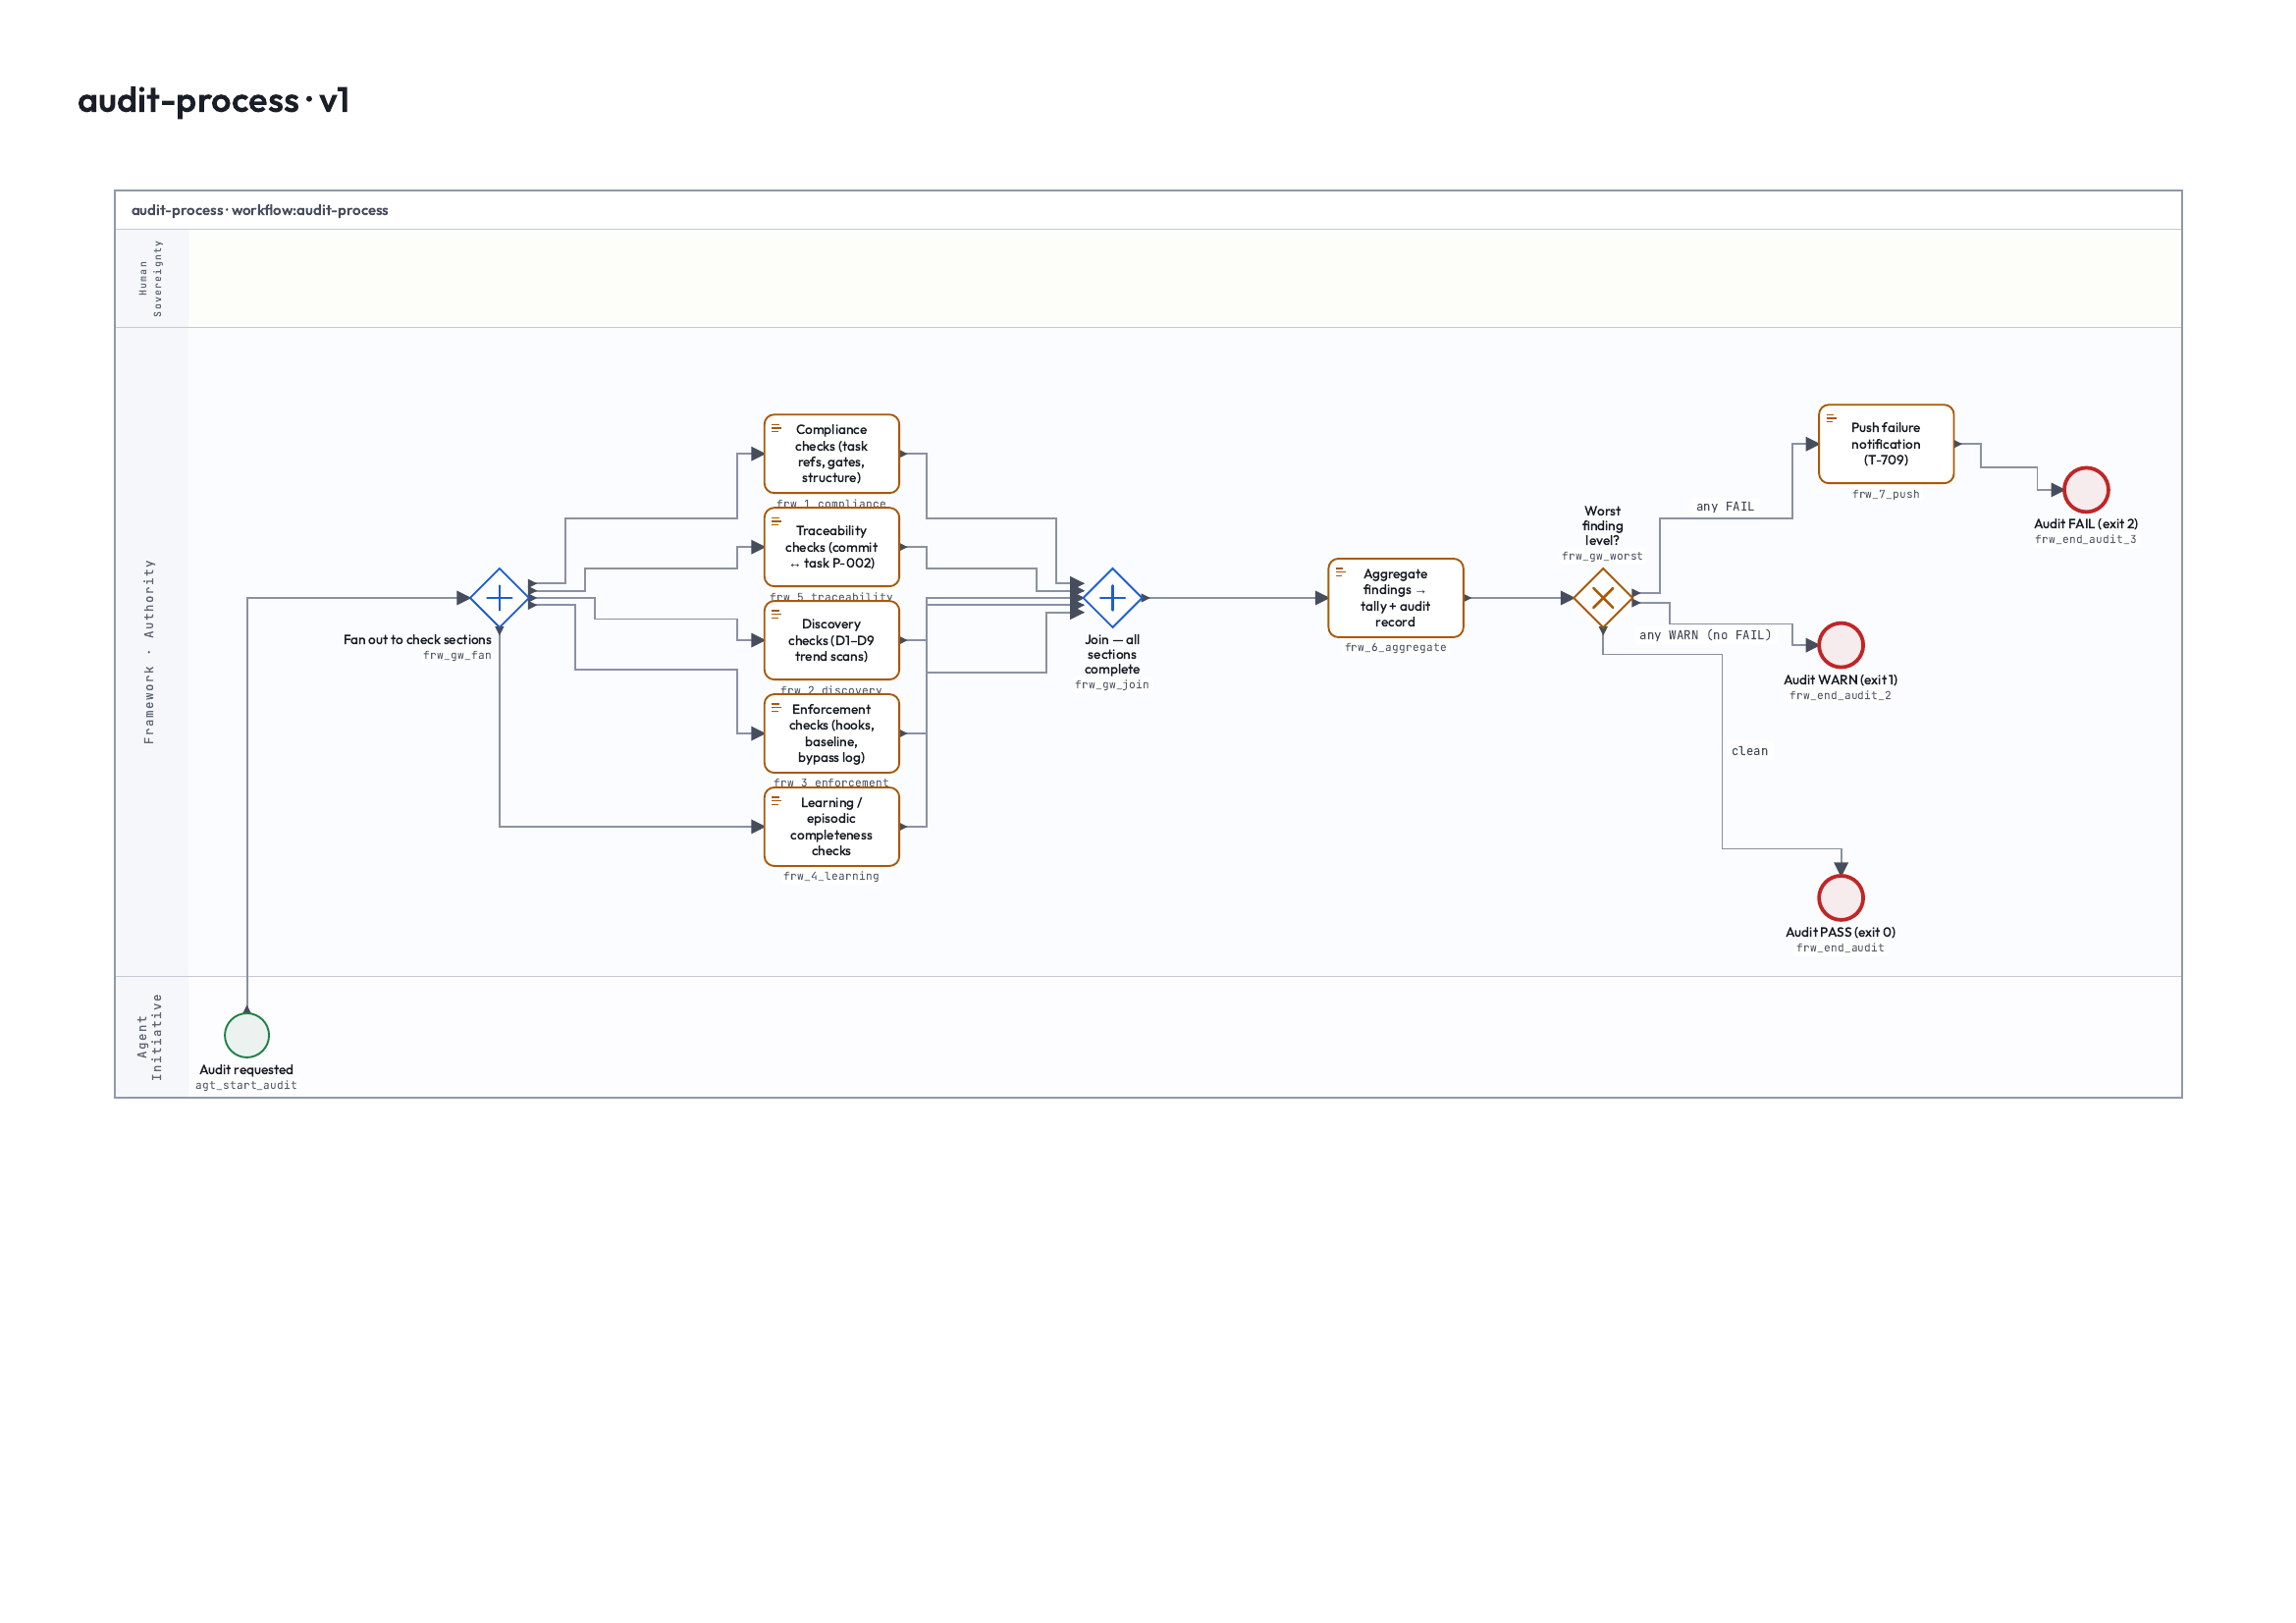 audit-process · v1
audit-process · workflow:audit-process
Human
Sovereignty
Framework · Authority
Agent
Initiative
Compliance
checks (task
refs, gates,
structure)
frw_1_compliance
Traceability
checks (commit
↔ task P-002)
frw_5_traceability
Discovery
checks (D1–D9
trend scans)
frw_2_discovery
Enforcement
checks (hooks,
baseline,
bypass log)
frw_3_enforcement
Learning /
episodic
completeness
checks
frw_4_learning
Fan out to check sections
frw_gw_fan
Join — all
sections
complete
frw_gw_join
Aggregate
findings →
tally + audit
record
frw_6_aggregate
Worst
finding
level?
frw_gw_worst
any FAIL
any WARN (no FAIL)
clean
Push failure
notification
(T-709)
frw_7_push
Audit FAIL (exit 2)
frw_end_audit_3
Audit WARN (exit 1)
frw_end_audit_2
Audit PASS (exit 0)
frw_end_audit
Audit requested
agt_start_audit